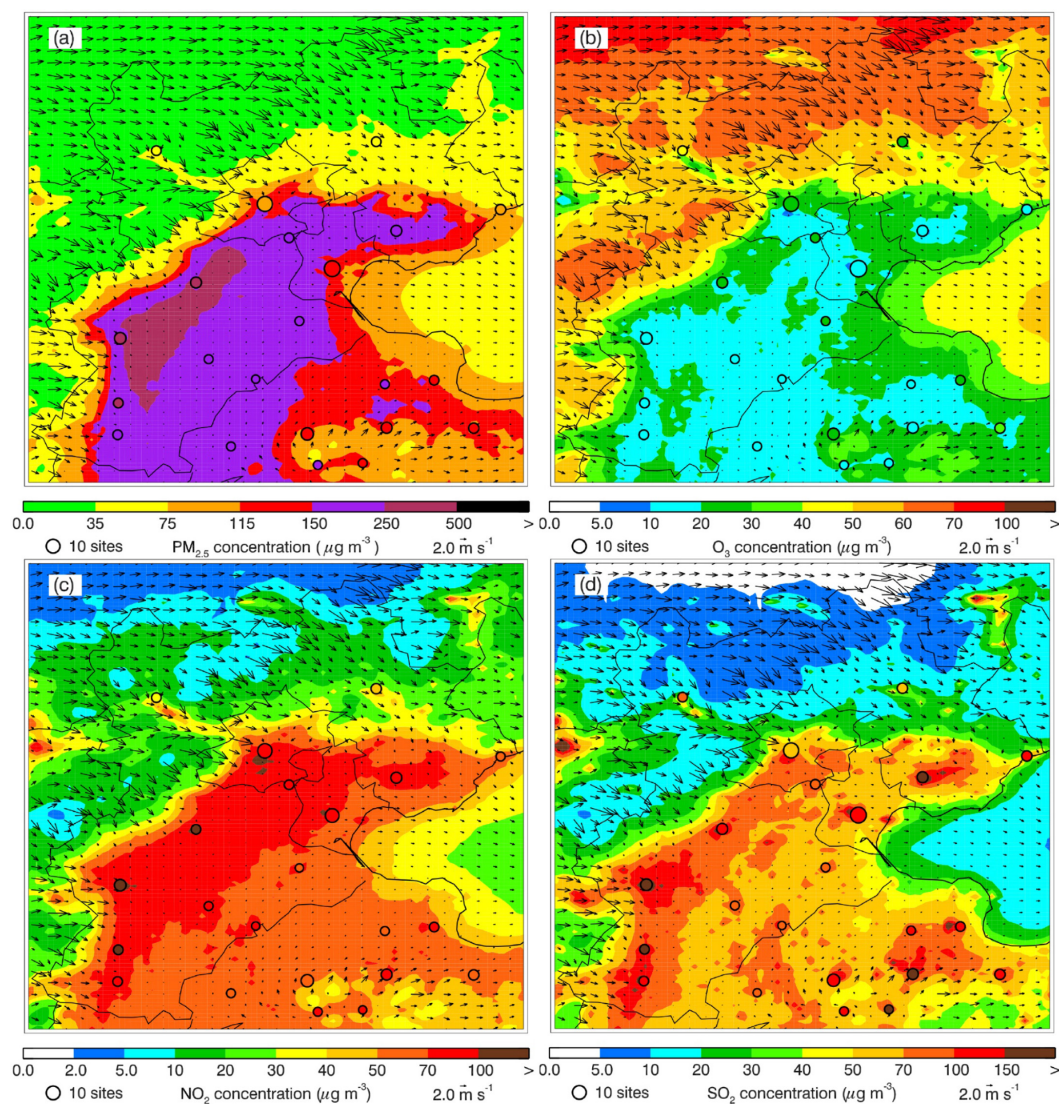 (a)
(b)
0.0 35 75 115 150 250 500 >
0.0 5.0 10 20 30 40 50 60 70 100 >
10 sites PM2.5 concentration (μg m-3) 2.0 m s-1
10 sites O3 concentration (μg m-3) 2.0 m s-1
(c)
(d)
0.0 2.0 5.0 10 20 30 40 50 70 100 >
0.0 5.0 10 20 30 40 60 70 100 150 >
10 sites NO2 concentration (μg m-3) 2.0 m s-1
10 sites SO2 concentration (μg m-3) 2.0 m s-1